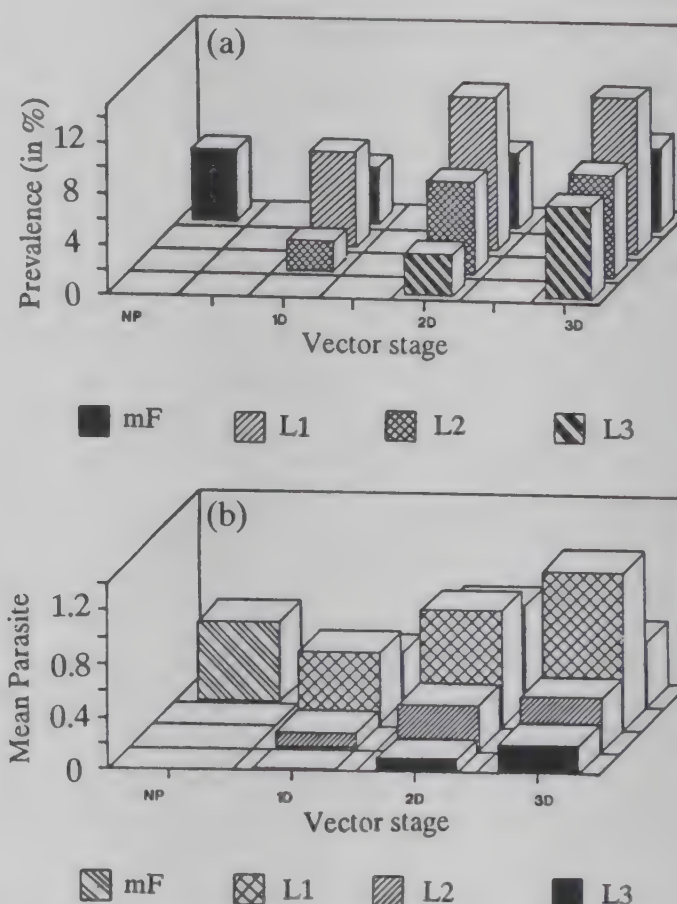 (a)
Prevalence (in %)
12
8
4
0
NP 1D 2D 3D
Vector stage
mF L1 L2 L3
(b)
Mean Parasite
1.2
0.8
0.4
0
NP 1D 2D 3D
Vector stage
mF L1 L2 L3